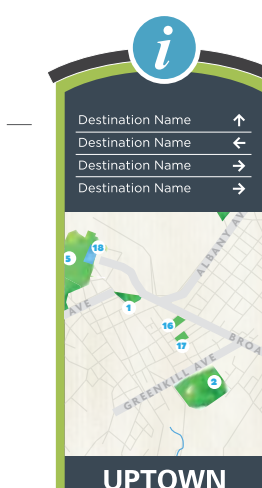 i
Destination Name ↑
Destination Name ←
Destination Name →
Destination Name →
ALBANY AV
18
5
AVE
1
16
BROA
17
2
GREENKILL AVE
UPTOWN